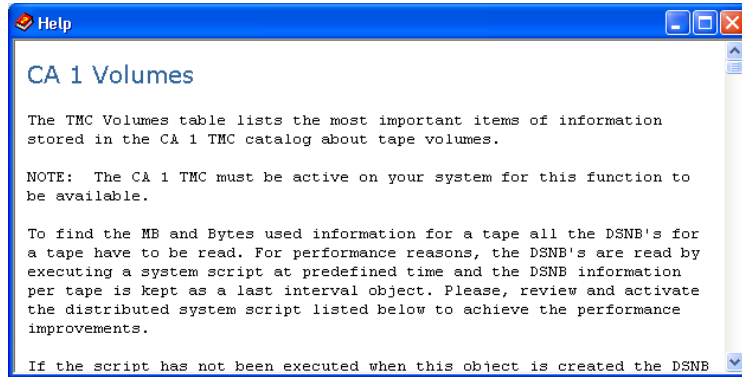 Help
CA 1 Volumes
The TMC Volumes table lists the most important items of information
stored in the CA 1 TMC catalog about tape volumes.
NOTE:  The CA 1 TMC must be active on your system for this function to
be available.
To find the MB and Bytes used information for a tape all the DSNB's for
a tape have to be read. For performance reasons, the DSNB's are read by
executing a system script at predefined time and the DSNB information
per tape is kept as a last interval object. Please, review and activate
the distributed system script listed below to achieve the performance
improvements.
If the script has not been executed when this object is created the DSNB